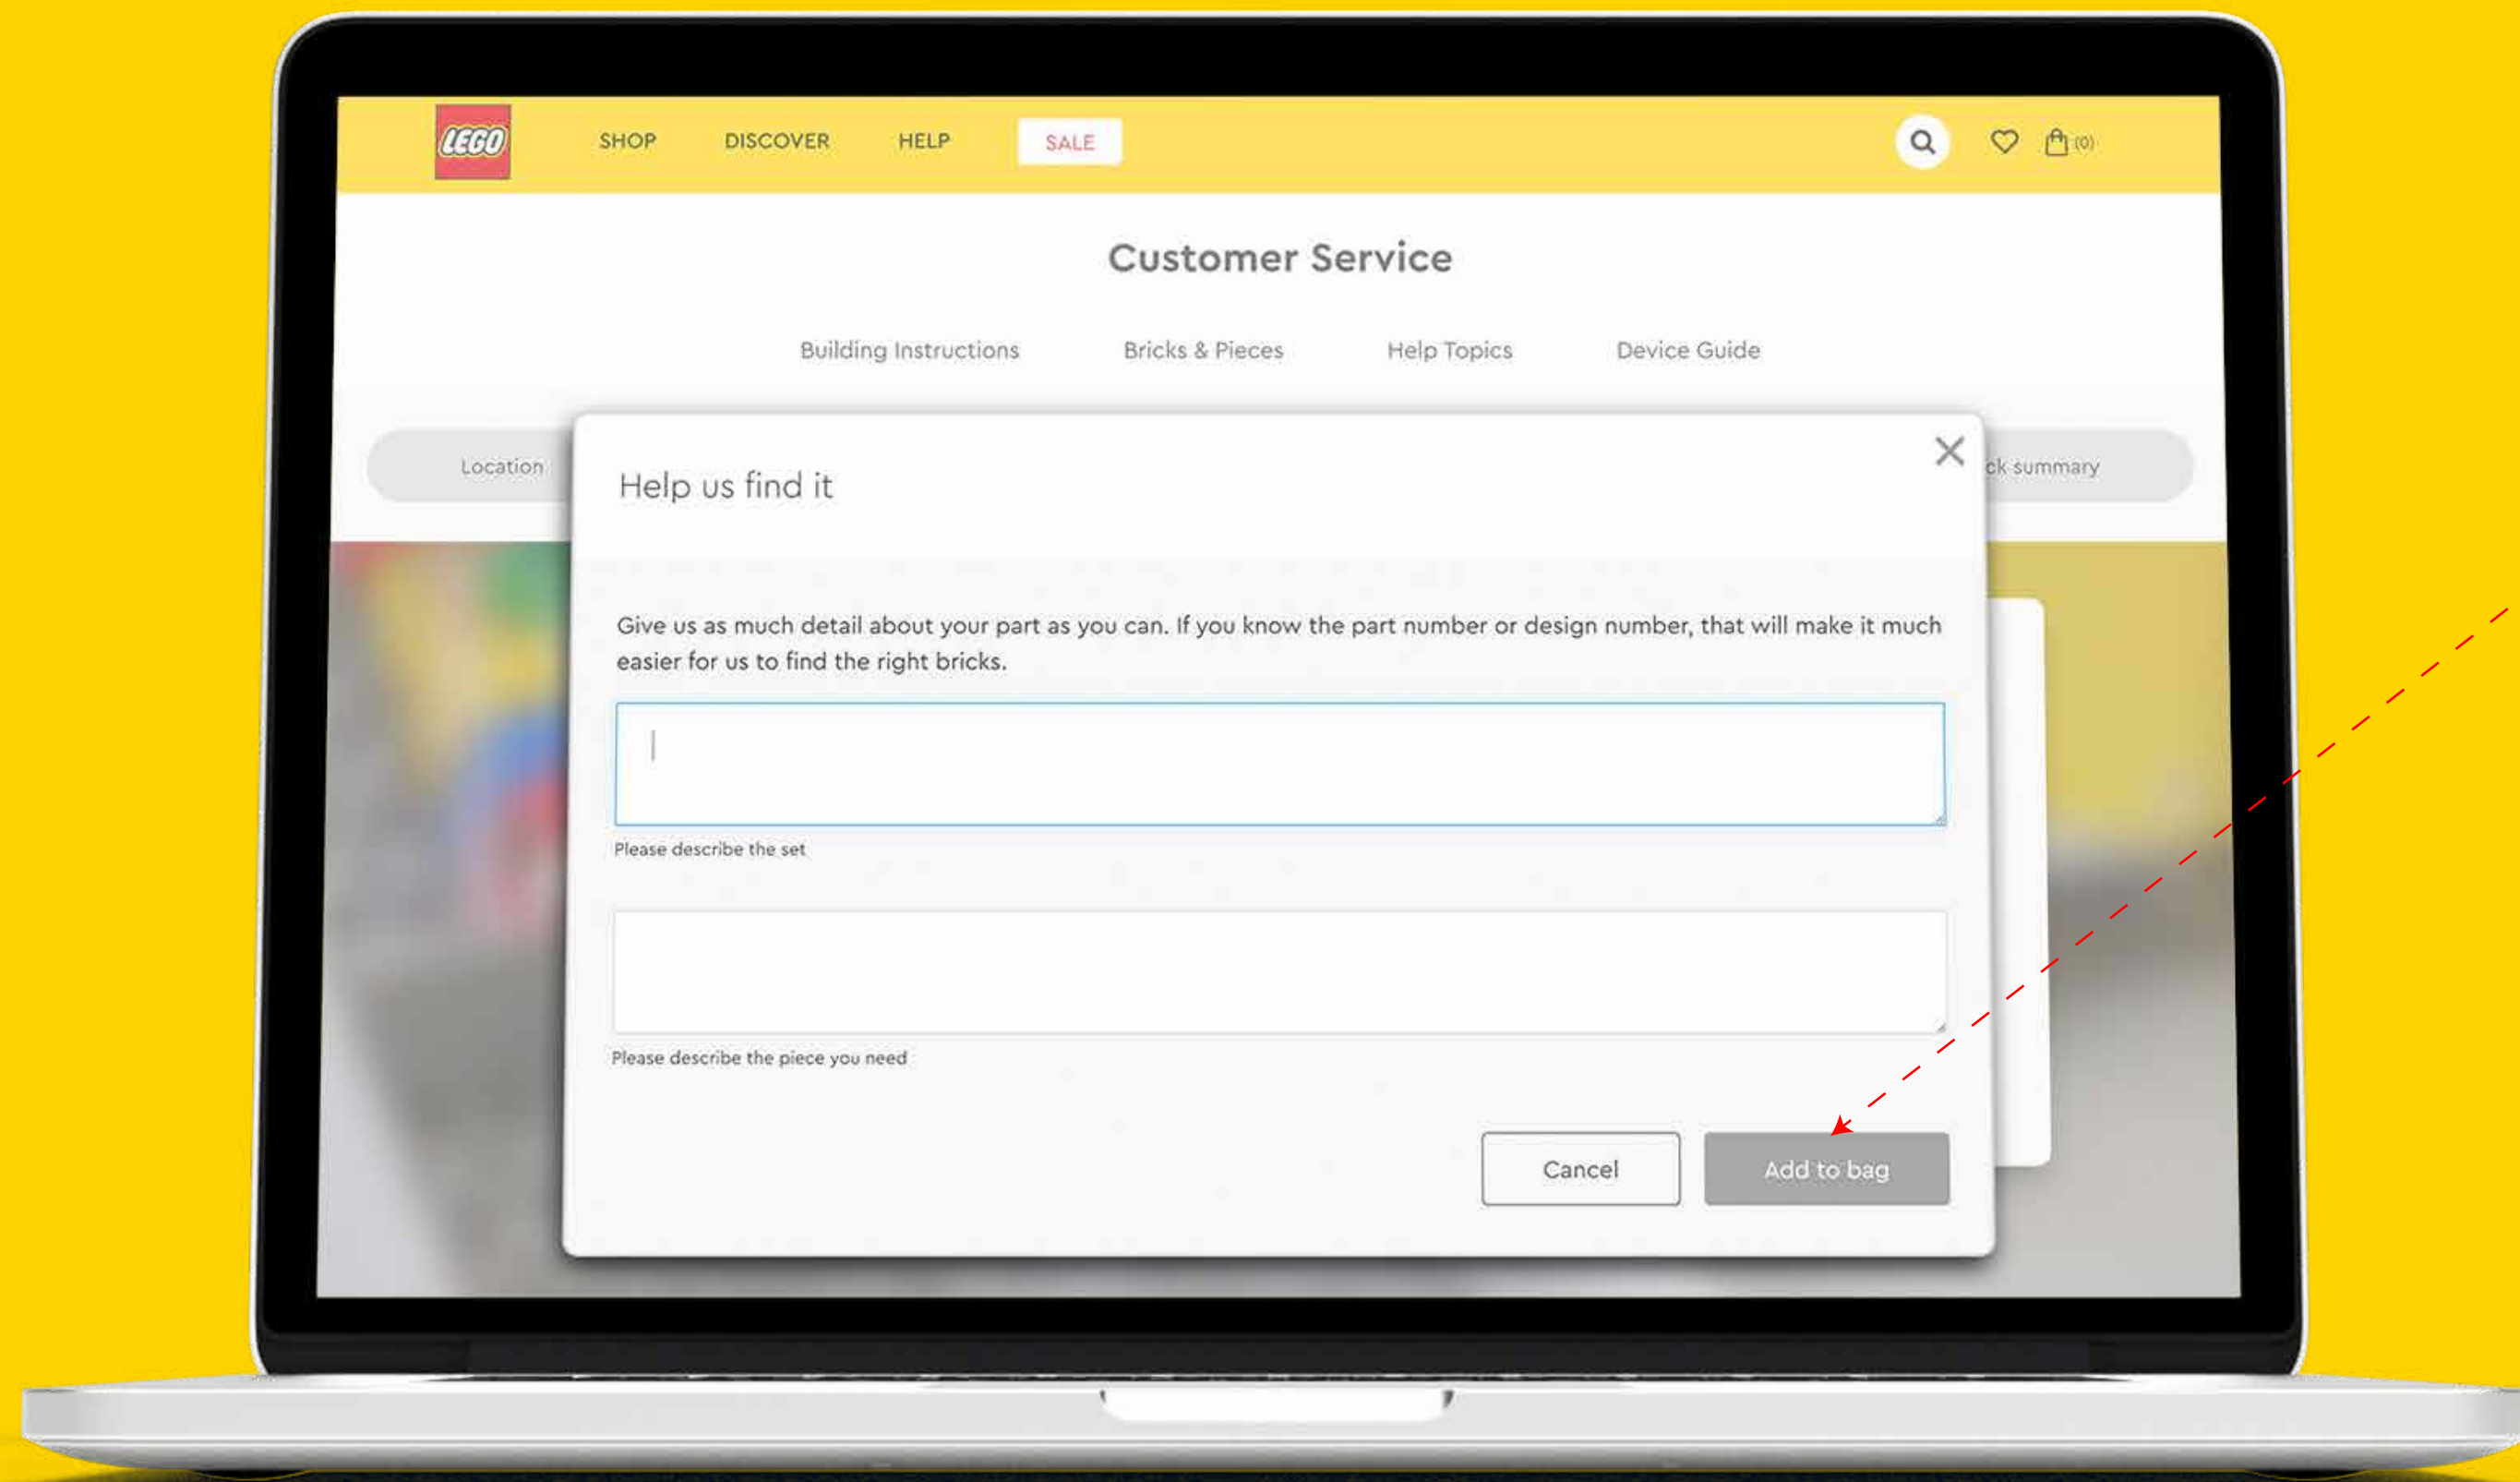 LEGO SHOP DISCOVER HELP SALE (0)
Customer Service
Building Instructions Bricks & Pieces Help Topics Device Guide
Location
summary
Help us find it
Give us as much detail about your part as you can. If you know the part number or design number, that will make it much
easier for us to find the right bricks.
Please describe the set
Please describe the piece you need
Cancel Add to bag